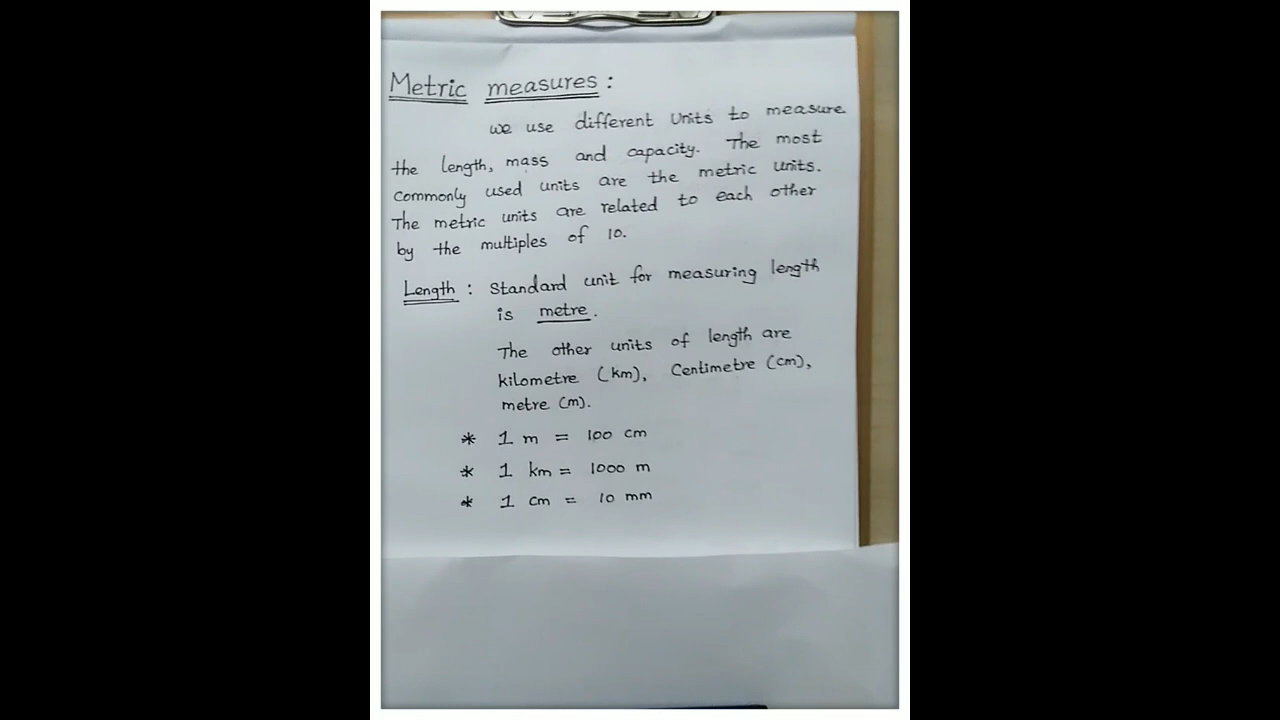 Metric measures :
we use different Units to measure
the length, mass and capacity. The most
commonly used units are the metric units.
The metric units are related to each other
by the multiples of 10.
Length : Standard unit for measuring length
is metre.
The other units of length are
kilometre (km), Centimetre (cm),
metre (m).
* 1 m = 100 cm
* 1 km = 1000 m
* 1 cm = 10 mm